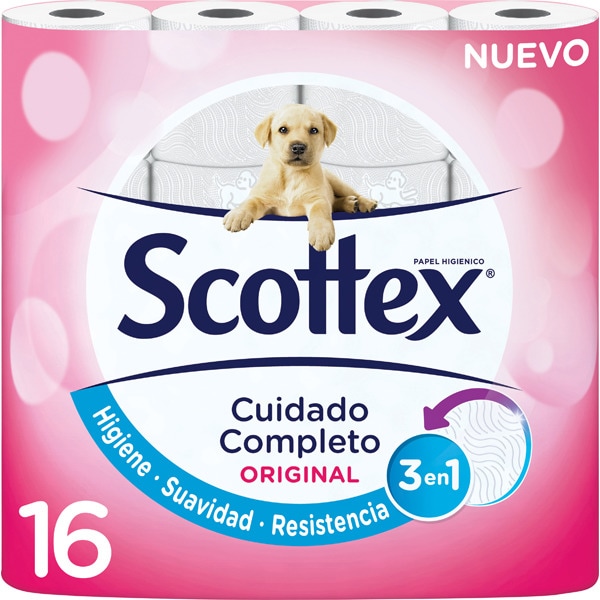 NUEVO
PAPEL HIGIENICO
Scottex®
Cuidado
Completo
ORIGINAL
3 en 1
Higiene · Suavidad · Resistencia
16